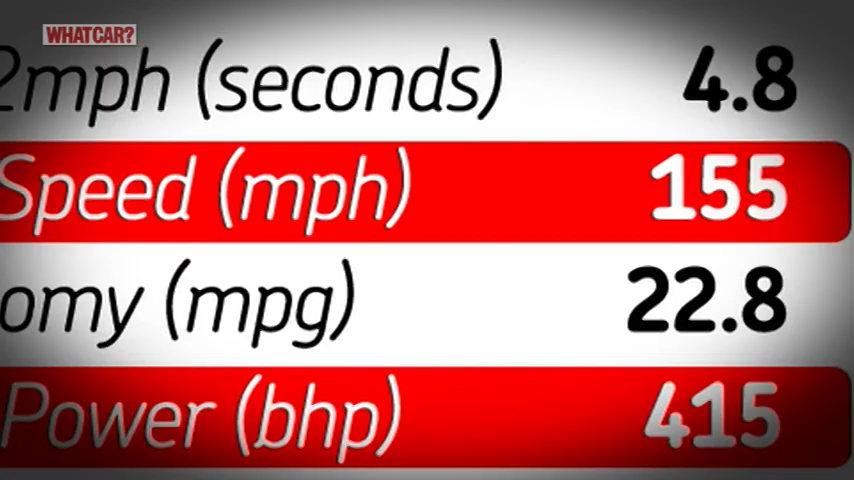 WHATCAR?
2mph (seconds) 4.8
Speed (mph) 155
omy (mpg) 22.8
Power (bhp) 415